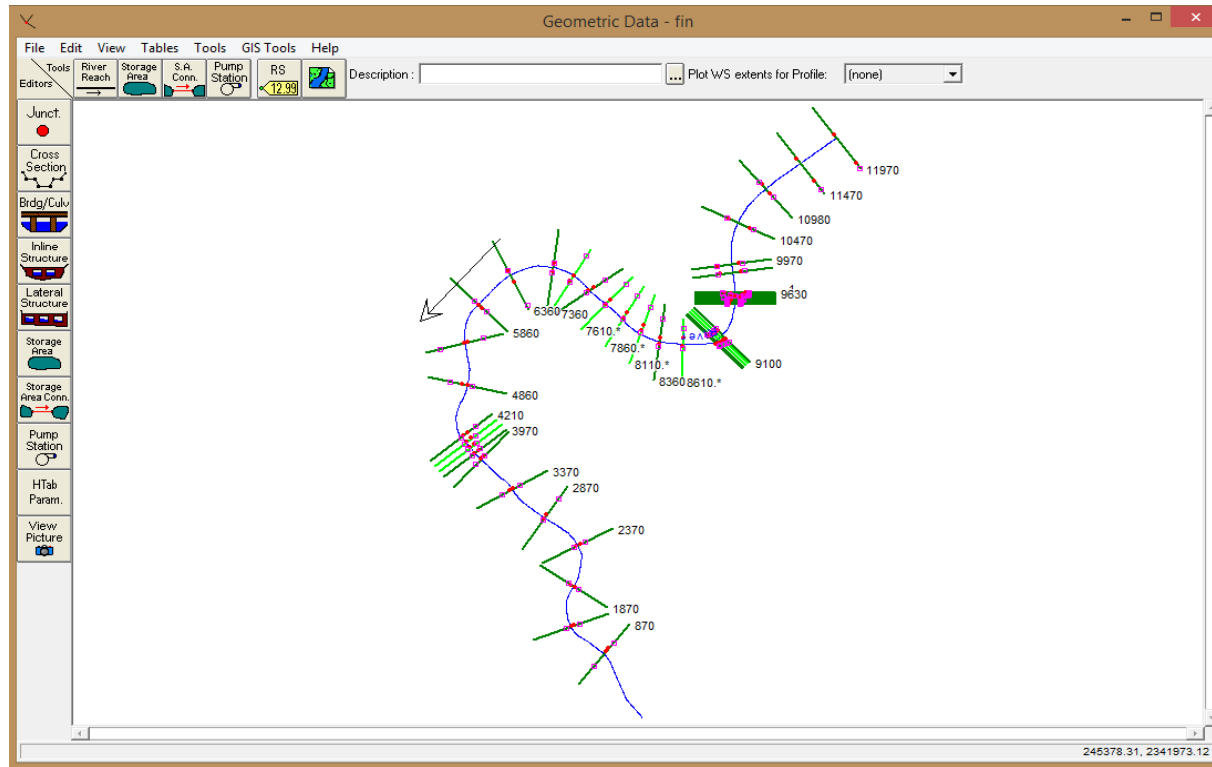 Geometric Data - fin
File Edit View Tables Tools GIS Tools Help
Tools
Editors
River
Reach
Storage
Area
S.A.
Conn.
Pump
Station
RS
12.99
Description :
...
Plot WS extents for Profile:
(none)
Junct.
Cross
Section
Brdg/Culv
Inline
Structure
Lateral
Structure
Storage
Area
Storage
Area Conn.
Pump
Station
HTab
Param.
View
Picture
11970
11470
10980
10470
9970
9630
9100
8610.*
8360
8110.*
7860.*
7610.*
7360
6360
5860
4860
4210
3970
3370
2870
2370
1870
870
245378.31, 2341973.12